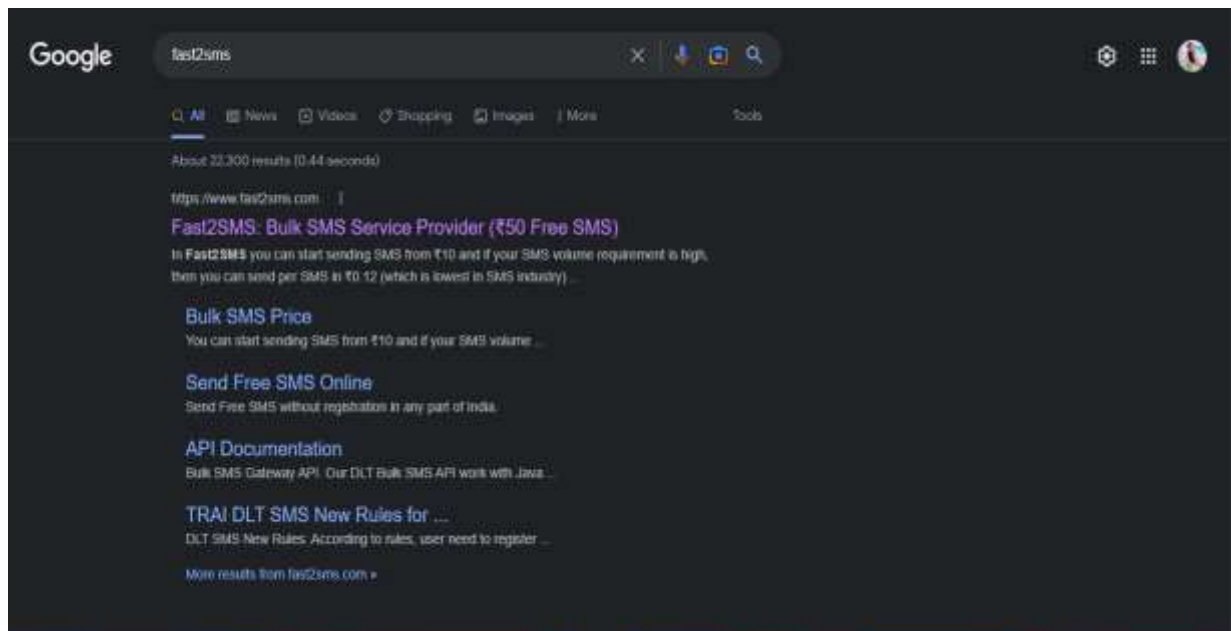 Google
fast2sms
All News Videos Shopping Images More Tools
About 22,300 results (0.44 seconds)
https://www.fast2sms.com
Fast2SMS: Bulk SMS Service Provider (₹50 Free SMS)
In Fast2SMS you can start sending SMS from ₹10 and if your SMS volume requirement is high,
then you can send per SMS in ₹0.12 (which is lowest in SMS industry) ...
Bulk SMS Price
You can start sending SMS from ₹10 and if your SMS volume ...
Send Free SMS Online
Send Free SMS without registration in any part of India.
API Documentation
Bulk SMS Gateway API. Our DLT Bulk SMS API work with Java ...
TRAI DLT SMS New Rules for ...
DLT SMS New Rules. According to rules, user need to register ...
More results from fast2sms.com »